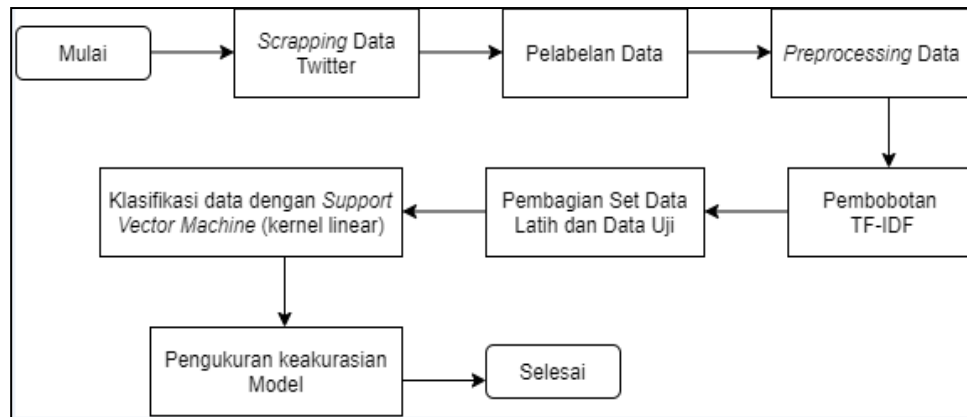 Mulai
Scrapping Data
Twitter
Pelabelan Data
Preprocessing Data
Pembobotan
TF-IDF
Pembagian Set Data
Latih dan Data Uji
Klasifikasi data dengan Support
Vector Machine (kernel linear)
Pengukuran keakurasian
Model
Selesai